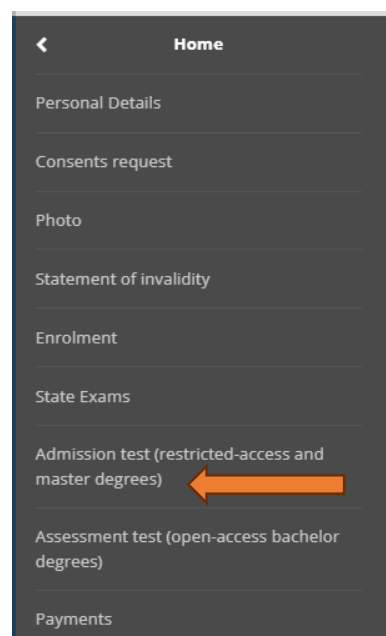 Home
Personal Details
Consents request
Photo
Statement of invalidity
Enrolment
State Exams
Admission test (restricted-access and
master degrees)
Assessment test (open-access bachelor
degrees)
Payments